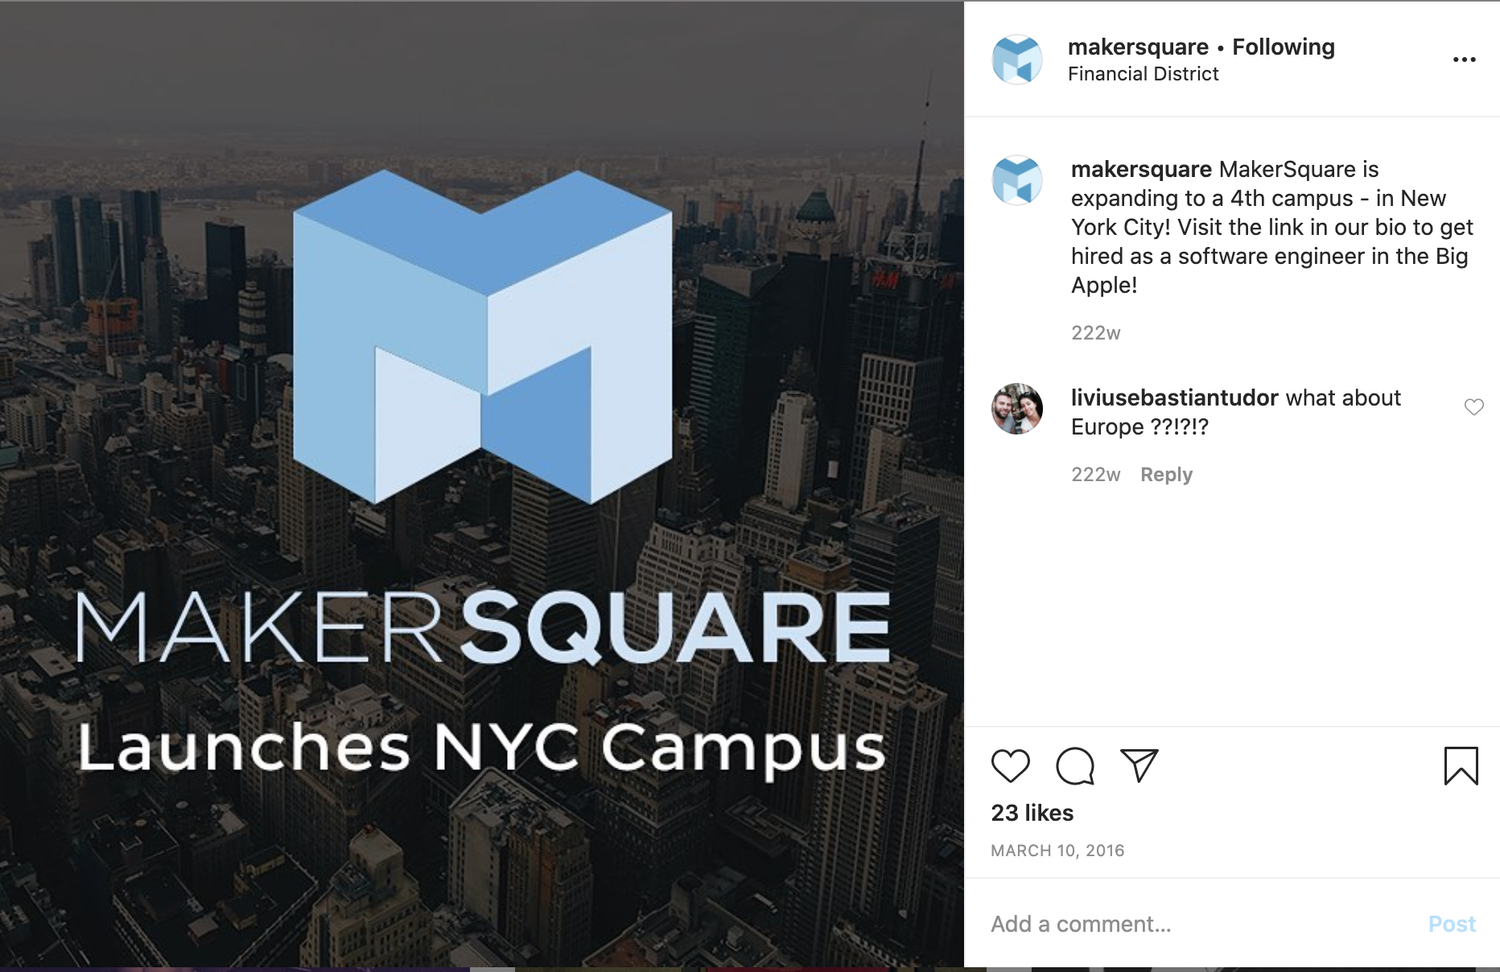 H&M
MAKERSQUARE
Launches NYC Campus
makersquare • Following
Financial District
makersquare MakerSquare is
expanding to a 4th campus - in New
York City! Visit the link in our bio to get
hired as a software engineer in the Big
Apple!
222w
liviusebastiantudor what about
Europe ??!?!?
222w Reply
23 likes
MARCH 10, 2016
Add a comment... Post